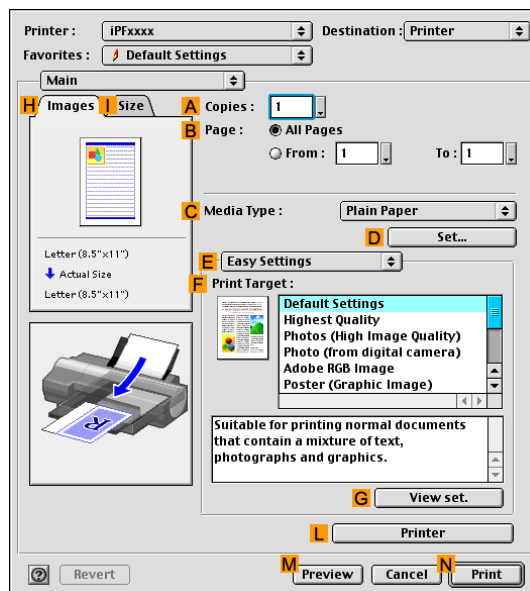 Printer : iPFxxxx Destination : Printer
Favorites : Default Settings
Main
H Images I Size
A Copies : 1
B Page : All Pages
From : 1 To : 1
C Media Type : Plain Paper
D Set...
E Easy Settings
F Print Target :
Default Settings
Highest Quality
Photos (High Image Quality)
Photo (from digital camera)
Adobe RGB Image
Poster (Graphic Image)
Letter (8.5"x11")
Actual Size
Letter (8.5"x11")
R
Suitable for printing normal documents
that contain a mixture of text,
photographs and graphics.
G View set.
L Printer
? Revert M Preview Cancel N Print